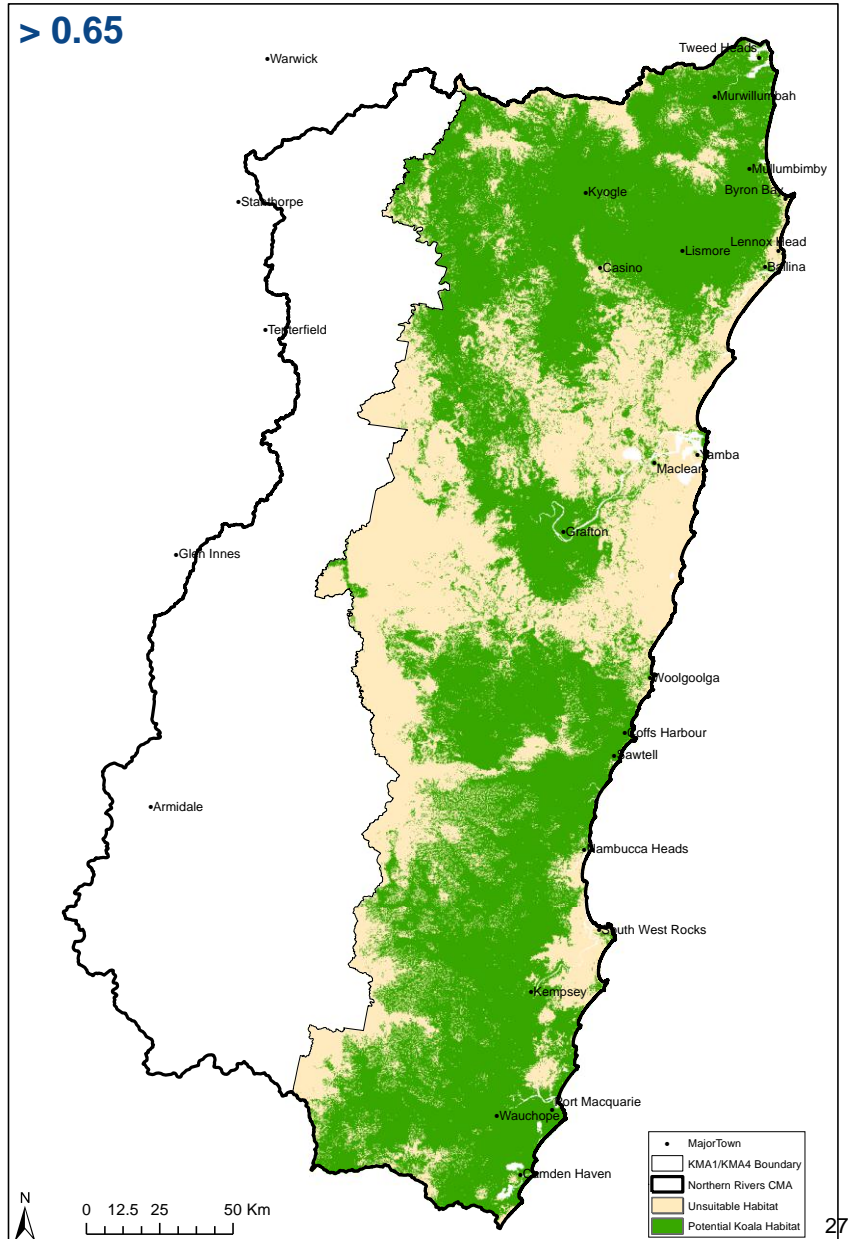 > 0.65
Tweed Heads
Warwick
Murwillumbah
Mullumbimby
Byron Bay
Kyogle
Stanthorpe
Lennox Head
Lismore
Ballina
Casino
Tenterfield
Yamba
Maclean
Grafton
Glen Innes
Woolgoolga
Coffs Harbour
Sawtell
Armidale
Nambucca Heads
South West Rocks
Kempsey
Port Macquarie
Wauchope
Camden Haven
MajorTown
KMA1/KMA4 Boundary
Northern Rivers CMA
Unsuitable Habitat
Potential Koala Habitat
N
0 12.5 25 50 Km
27